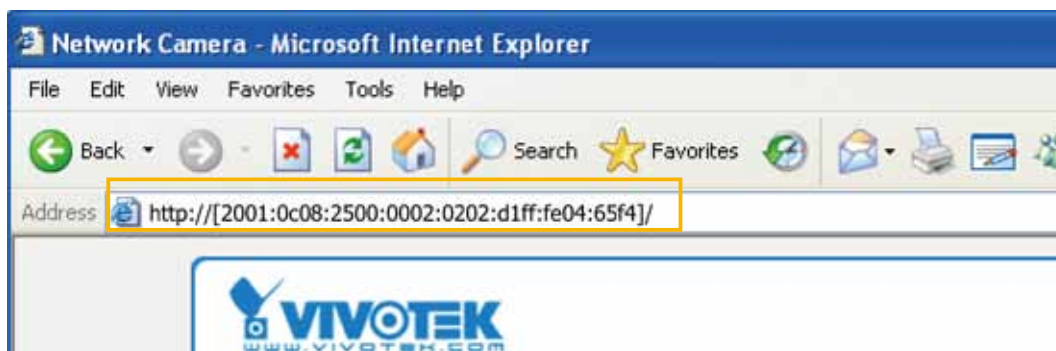 Network Camera - Microsoft Internet Explorer
File Edit View Favorites Tools Help
Back Search Favorites
Address http://[2001:0c08:2500:0002:0202:d1ff:fe04:65f4]/
VIVOTEK
WWW.VIVOTEK.COM